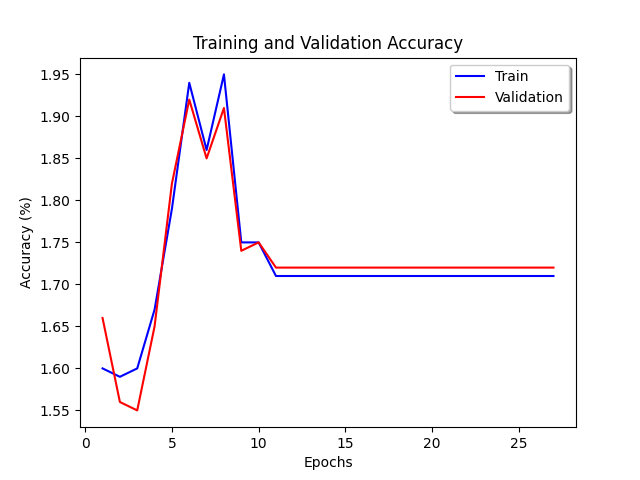 Training and Validation Accuracy
Train
Validation
Accuracy (%)
1.95
1.90
1.85
1.80
1.75
1.70
1.65
1.60
1.55
0 5 10 15 20 25
Epochs